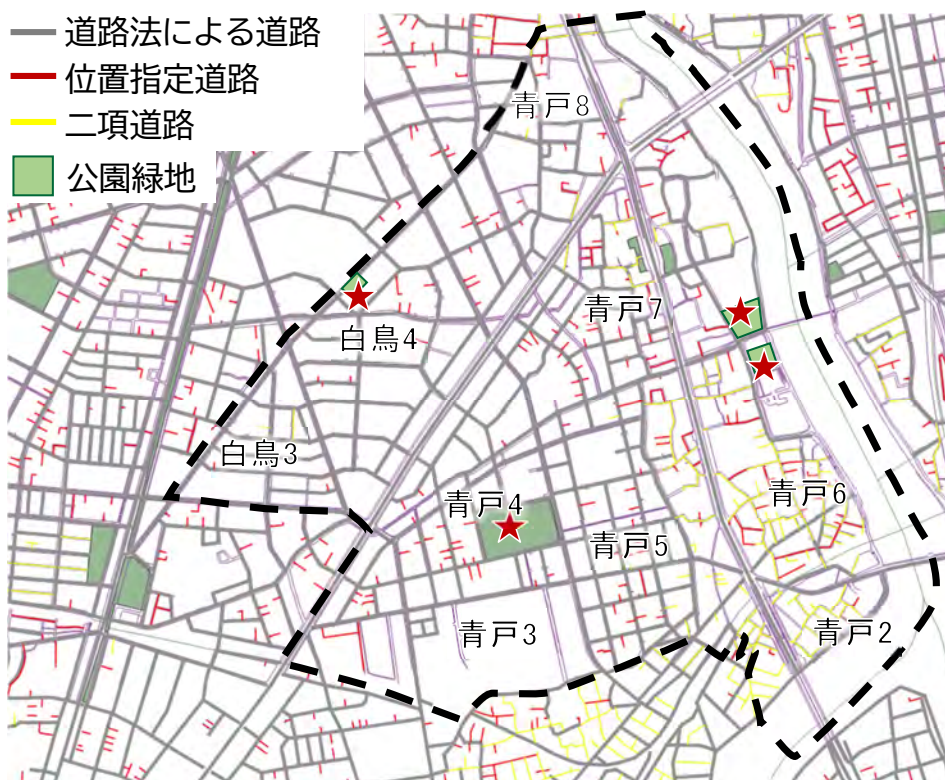 道路法による道路
位置指定道路
二項道路
公園緑地
青戸8
青戸7
白鳥4
白鳥3
青戸4
青戸6
青戸5
青戸3
青戸2